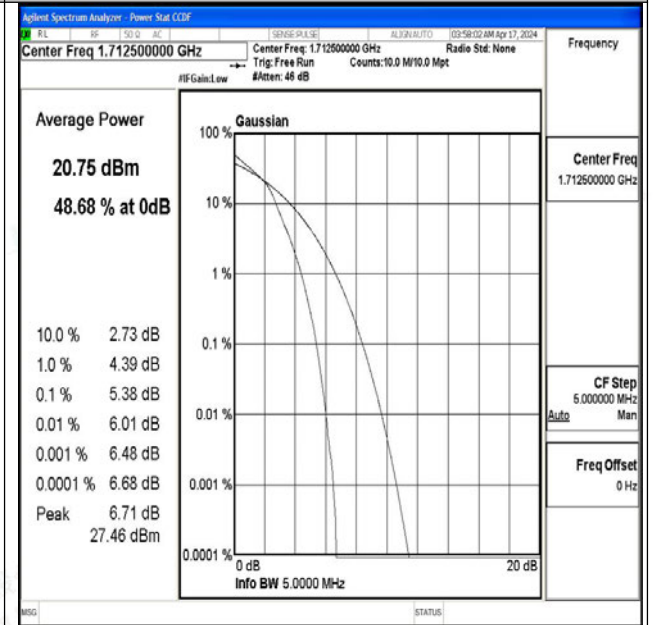 Agilent Spectrum Analyzer - Power Stat CCDF
RL RF 50 Ω AC SENSE:PULSE ALIGN AUTO 03:58:02 AM Apr 17, 2024
Center Freq 1.712500000 GHz
Center Freq: 1.712500000 GHz Radio Std: None
Trig: Free Run Counts:10.0 M/10.0 Mpt
#IFGain:Low #Atten: 46 dB
Frequency
Average Power
20.75 dBm
48.68 % at 0dB
10.0 % 2.73 dB
1.0 % 4.39 dB
0.1 % 5.38 dB
0.01 % 6.01 dB
0.001 % 6.48 dB
0.0001 % 6.68 dB
Peak 6.71 dB
27.46 dBm
Gaussian
100 %
10 %
1 %
0.1 %
0.01 %
0.001 %
0.0001 %
0 dB 20 dB
Info BW 5.0000 MHz
Center Freq
1.712500000 GHz
CF Step
5.000000 MHz
Auto Man
Freq Offset
0 Hz
MSG STATUS